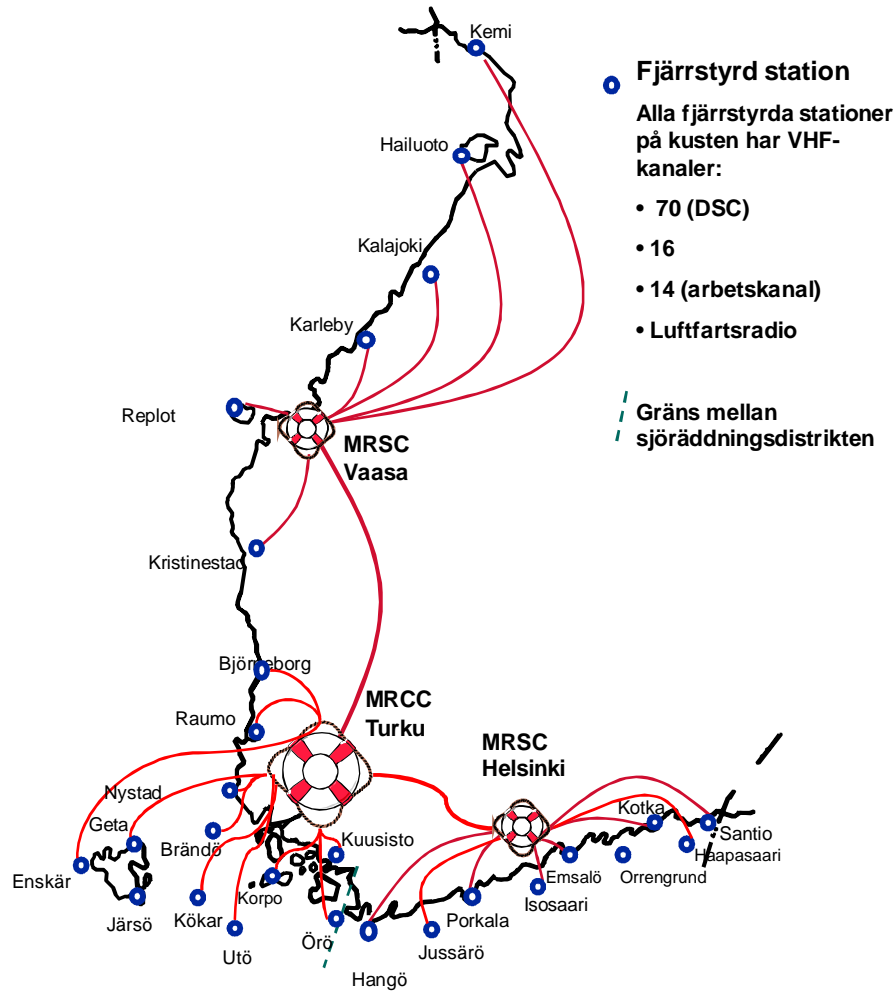 Kemi
Fjärrstyrd station
Alla fjärrstyrda stationer
på kusten har VHF-
kanaler:
• 70 (DSC)
• 16
• 14 (arbetskanal)
• Luftfartsradio
Gräns mellan
sjöräddningsdistrikten
Hailuoto
Kalajoki
Karleby
Replot
MRSC
Vaasa
Kristinestad
Björneborg
Raumo
MRCC
Turku
MRSC
Helsinki
Nystad
Geta
Brändö
Kuusisto
Kotka
Santio
Haapasaari
Enskär
Järsö
Kökar
Korpo
Utö
Örö
Hangö
Jussärö
Porkala
Isosaari
Emsalö
Orrengrund